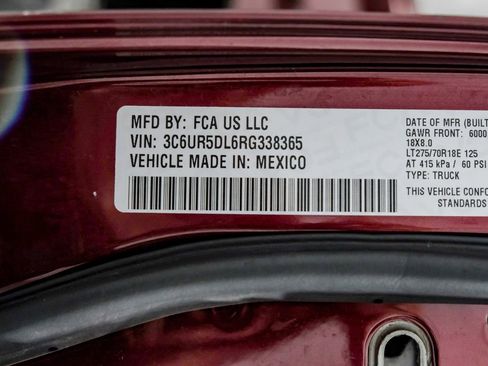 MFD BY: FCA US LLC
VIN: 3C6UR5DL6RG338365
VEHICLE MADE IN: MEXICO
DATE OF MFR (BUILT
GAWR FRONT: 6000
18X8.0
LT275/70R18E 125
AT 415 kPa / 60 PSI
TYPE: TRUCK
THIS VEHICLE CONFO
STANDARDS